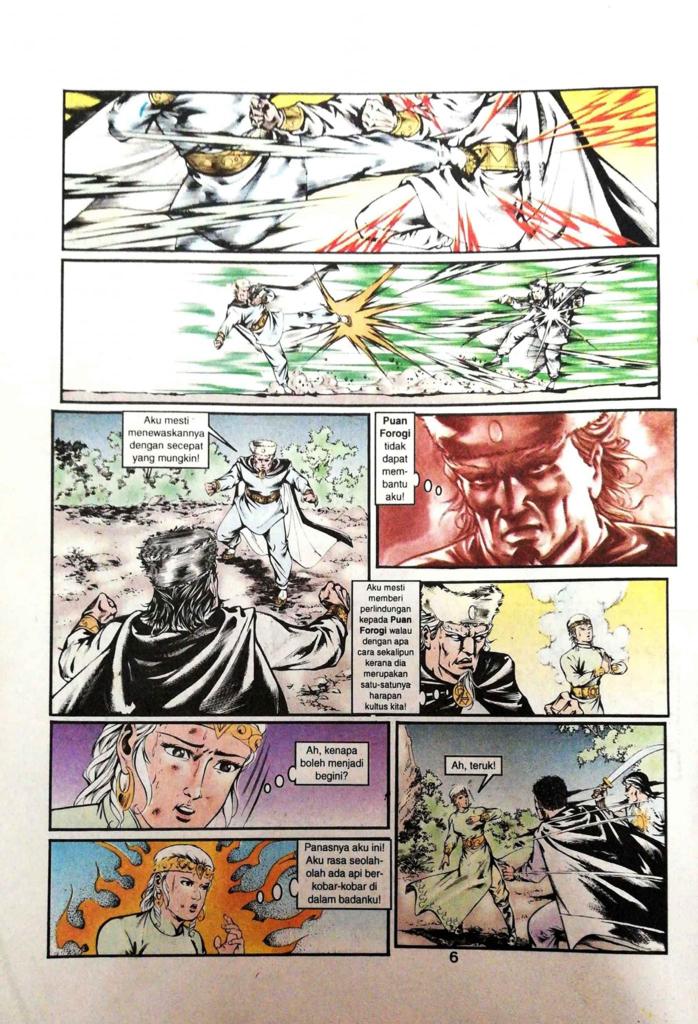 Aku mesti
menewaskannya
dengan secepat
yang mungkin!
Puan
Forogi
tidak
dapat
mem-
bantu
aku!
Aku mesti
memberi
perlindungan
kepada Puan
Forogi walau
dengan apa
cara sekalipun
kerana dia
merupakan
satu-satunya
harapan
kultus kita!
Ah, kenapa
boleh menjadi
begini?
Panasnya aku ini!
Aku rasa seolah-
olah ada api ber-
kobar-kobar di
dalam badanku!
Ah, teruk!
6